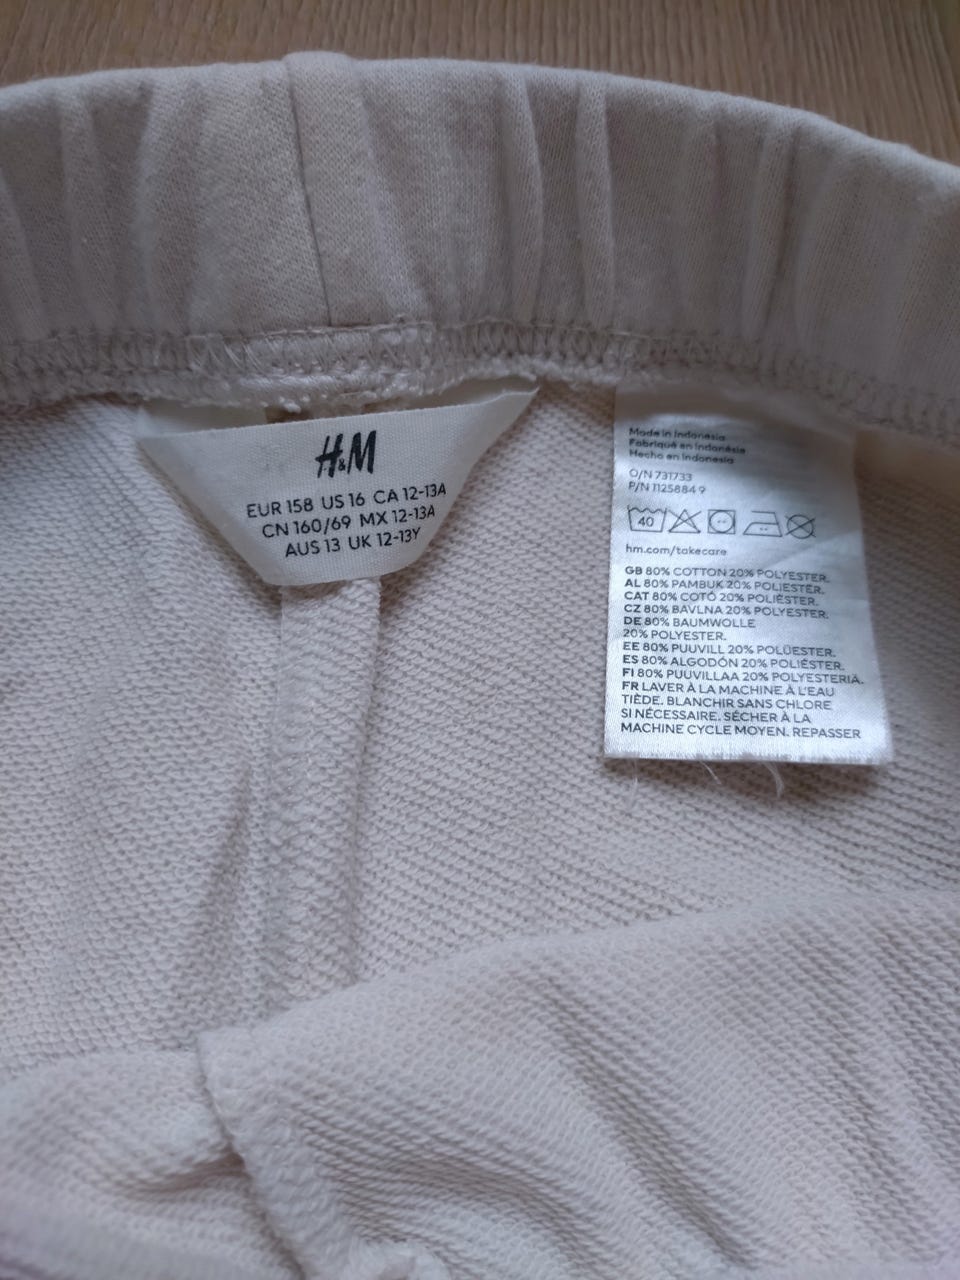 H&M
EUR 158 US 16 CA 12-13A
CN 160/69 MX 12-13A
AUS 13 UK 12-13Y
Made in Indonesia
Fabriqué en Indonésie
Hecho en Indonesia
O/N 731733
P/N 1125884 9
40
hm.com/takecare
GB 80% COTTON 20% POLYESTER.
AL 80% PAMBUK 20% POLIESTËR.
CAT 80% COTÓ 20% POLIÈSTER.
CZ 80% BAVLNA 20% POLYESTER.
DE 80% BAUMWOLLE
20% POLYESTER.
EE 80% PUUVILL 20% POLÜESTER.
ES 80% ALGODÓN 20% POLIÉSTER.
FI 80% PUUVILLAA 20% POLYESTERIÄ.
FR LAVER À LA MACHINE À L'EAU
TIÈDE. BLANCHIR SANS CHLORE
SI NÉCESSAIRE. SÉCHER À LA
MACHINE CYCLE MOYEN. REPASSER